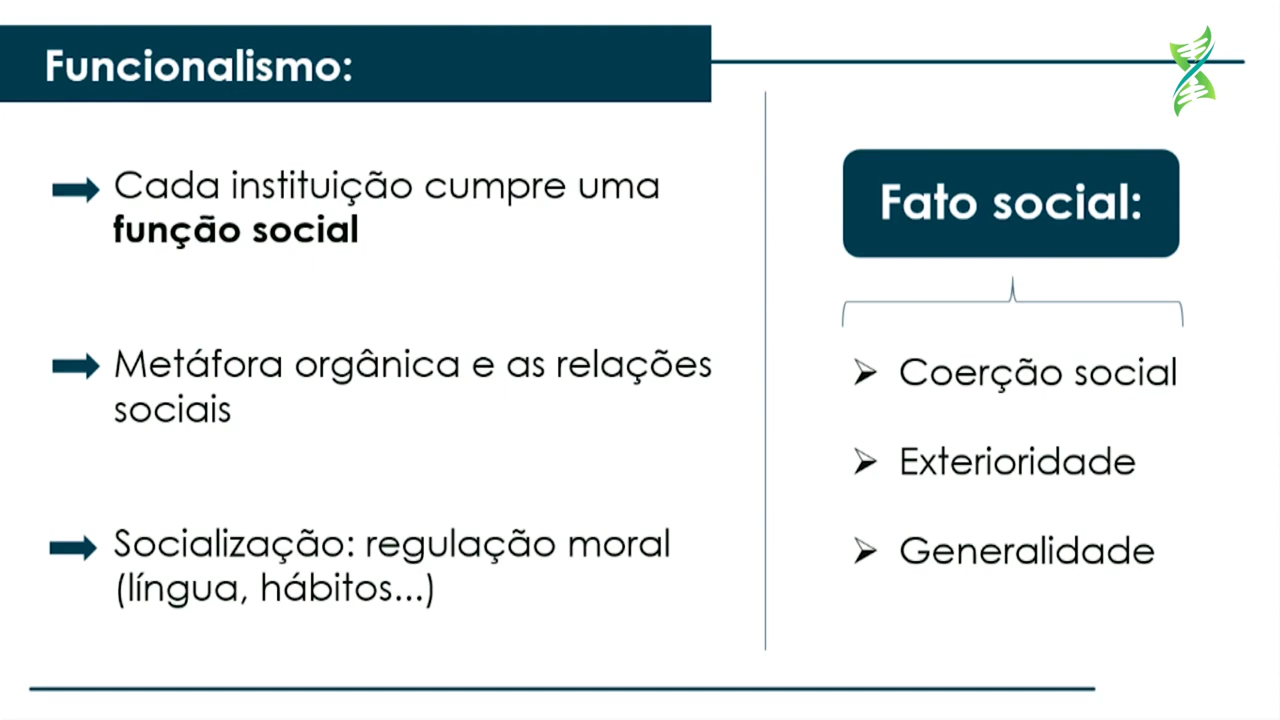 Funcionalismo:
Cada instituição cumpre uma
função social
Metáfora orgânica e as relações
sociais
Socialização: regulação moral
(língua, hábitos...)
Fato social:
Coerção social
Exterioridade
Generalidade